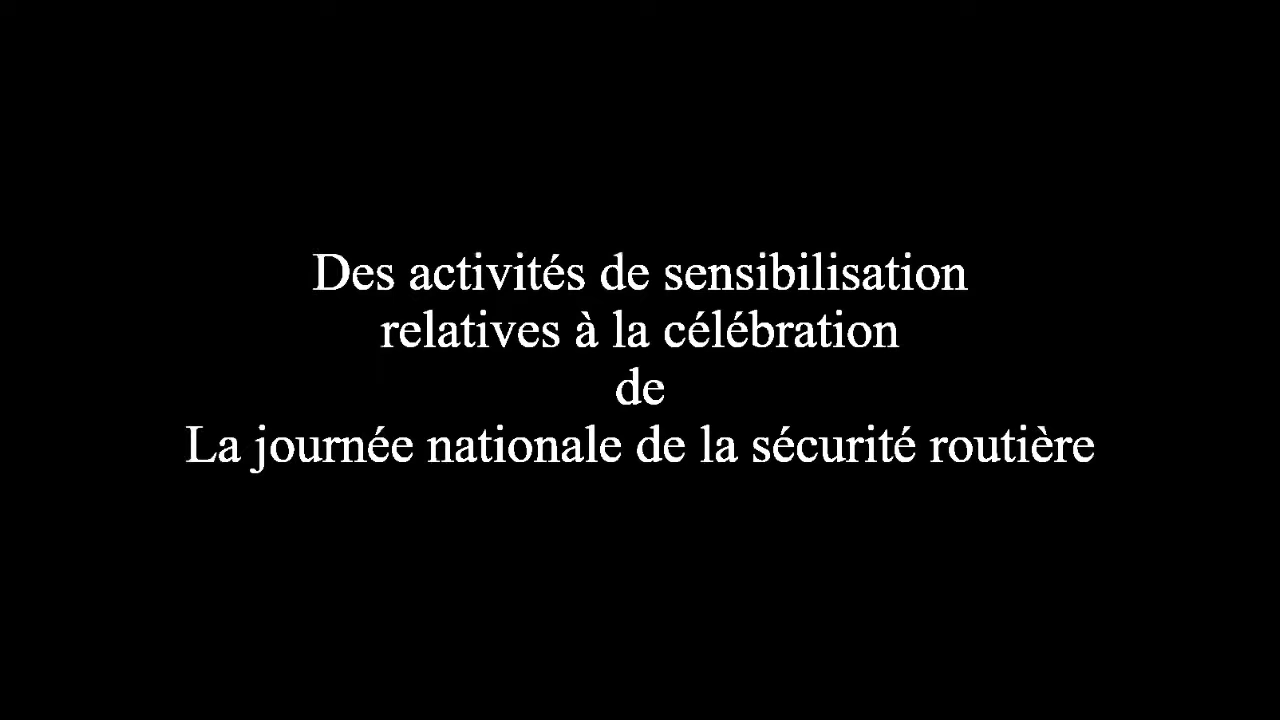 Des activités de sensibilisation
relatives à la célébration
de
La journée nationale de la sécurité routière